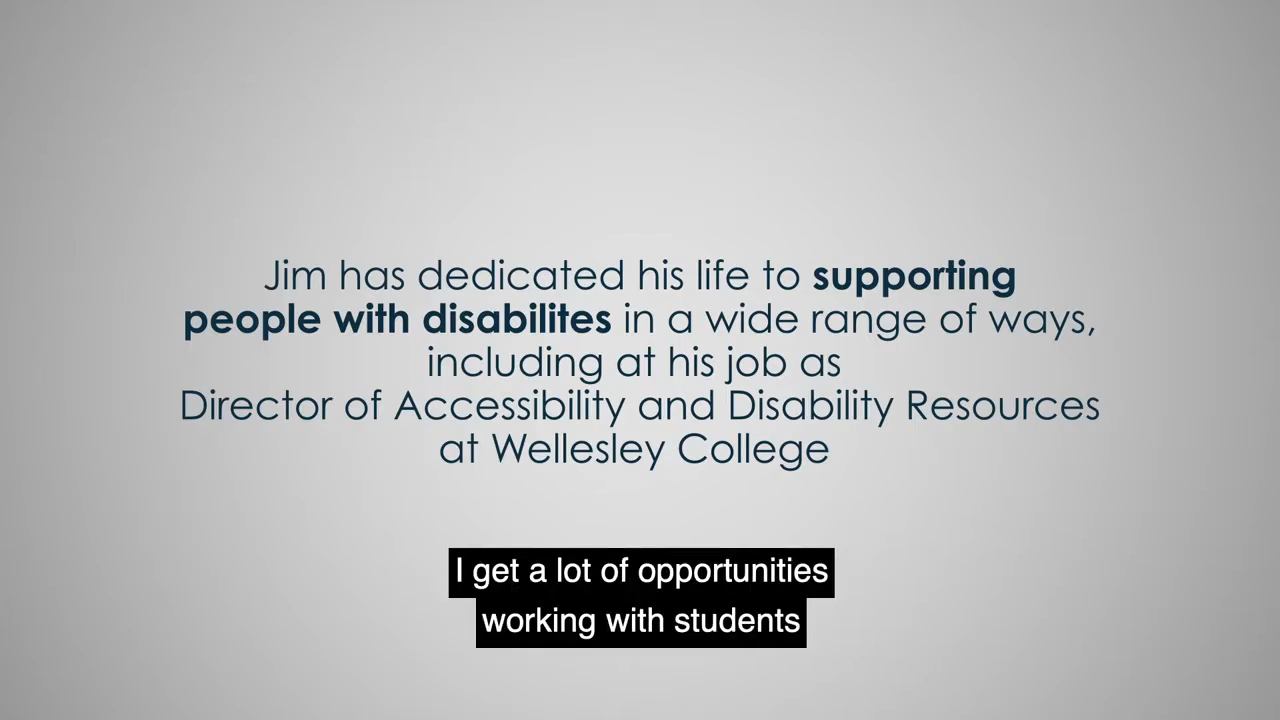 Jim has dedicated his life to supporting
people with disabilites in a wide range of ways,
including at his job as
Director of Accessibility and Disability Resources
at Wellesley College
I get a lot of opportunities
working with students